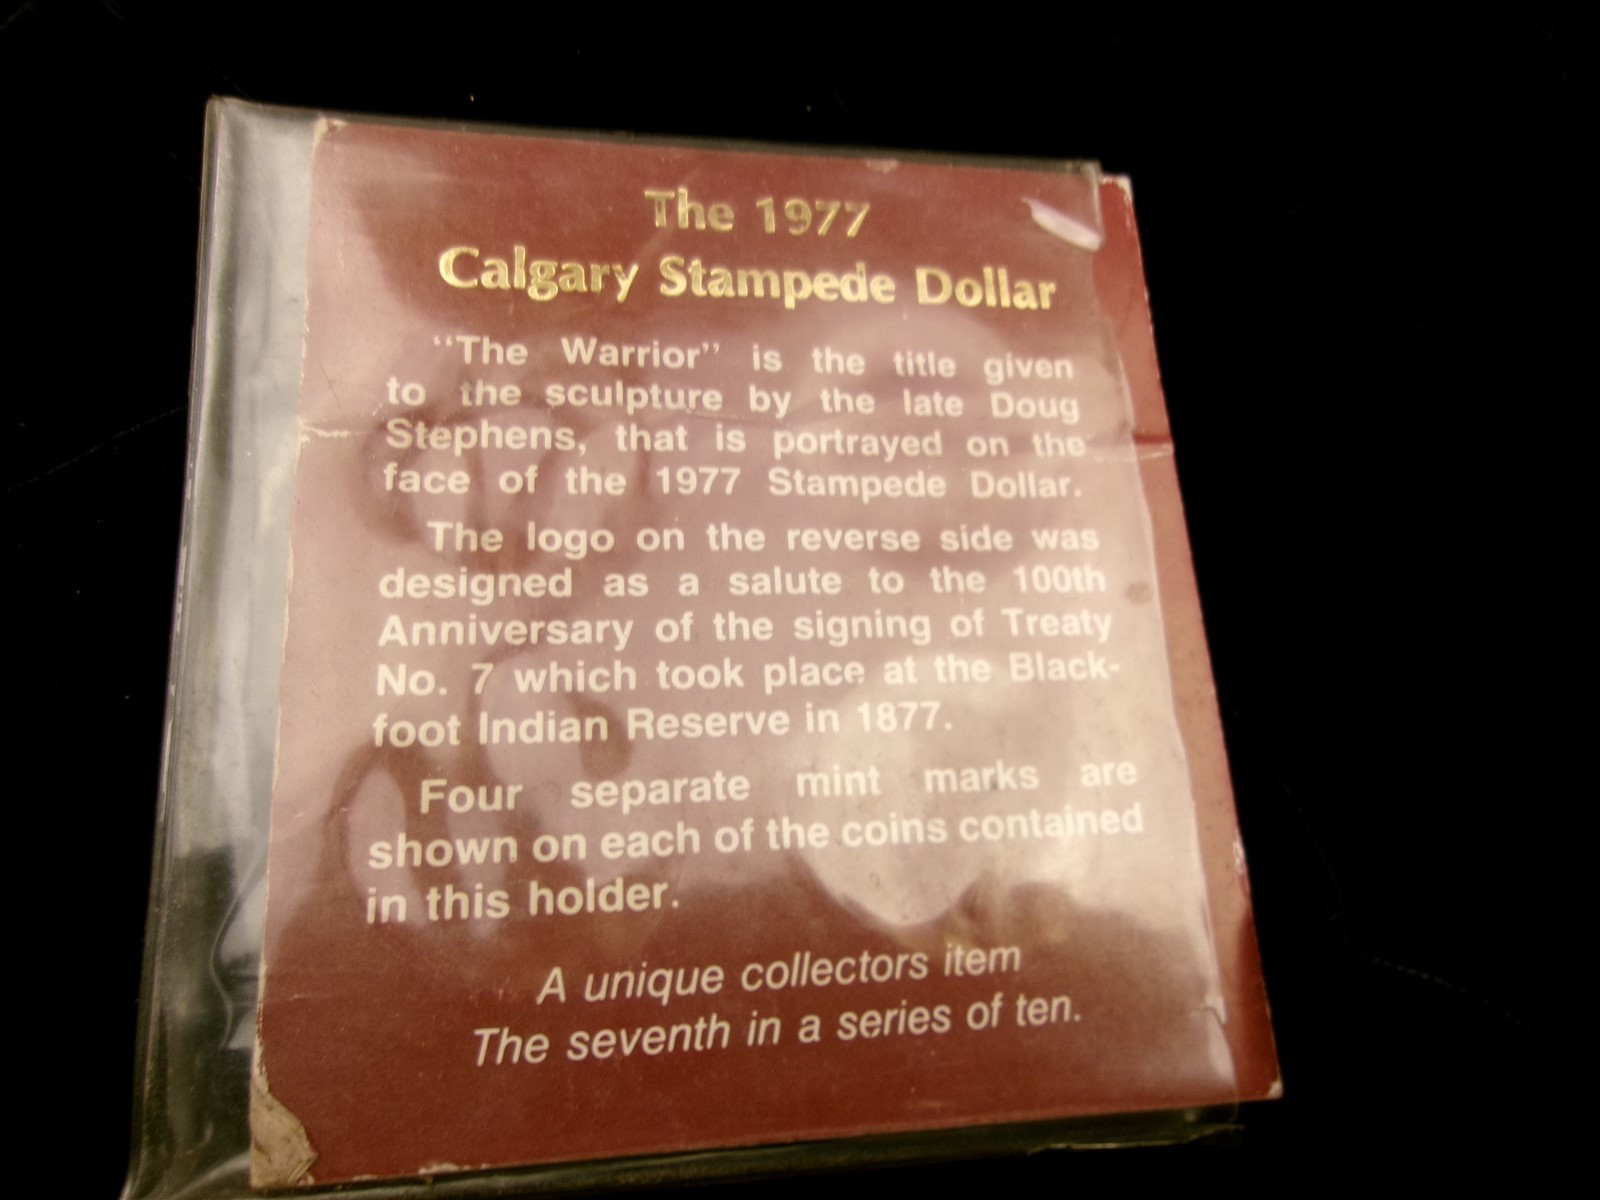 The 1977
Calgary Stampede Dollar
“The Warrior” is the title given
to the sculpture by the late Doug
Stephens, that is portrayed on the
face of the 1977 Stampede Dollar.
The logo on the reverse side was
designed as a salute to the 100th
Anniversary of the signing of Treaty
No. 7 which took place at the Black-
foot Indian Reserve in 1877.
Four separate mint marks are
shown on each of the coins contained
in this holder.
A unique collectors item
The seventh in a series of ten.